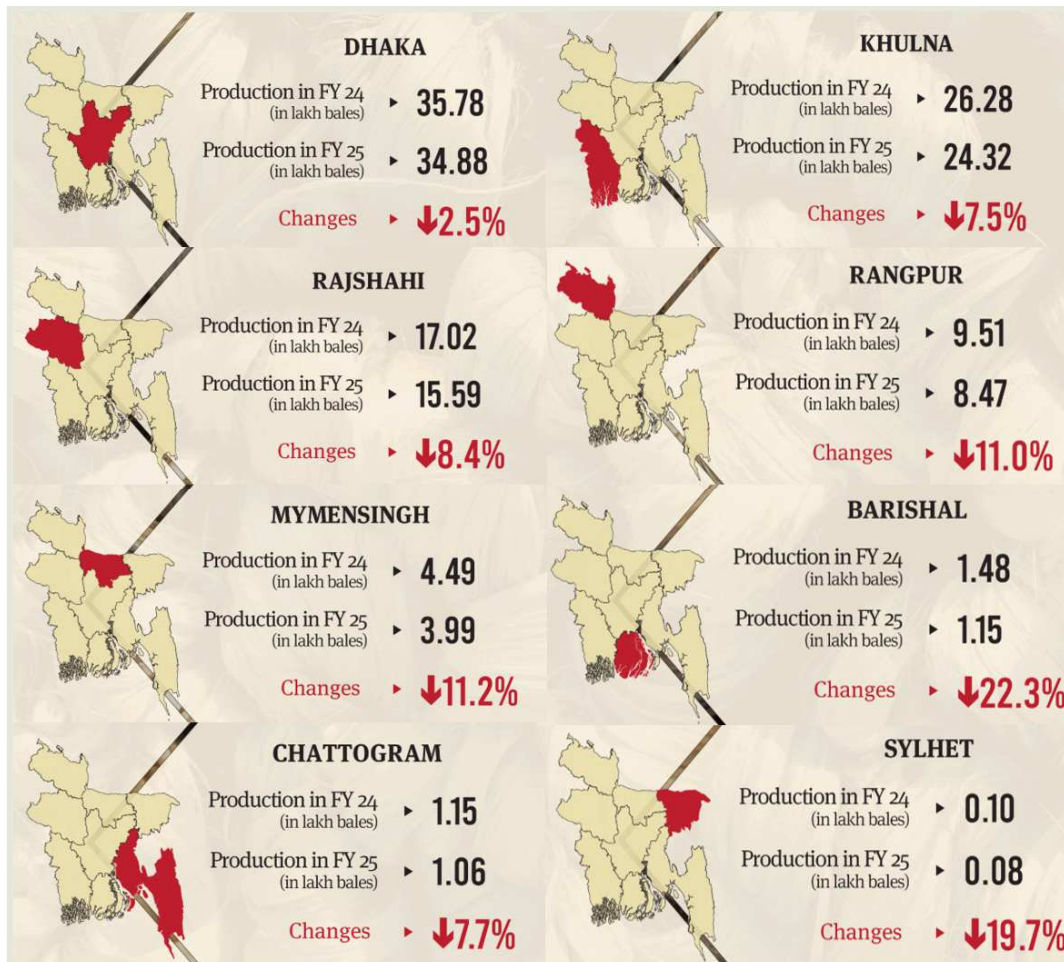 DHAKA
Production in FY 24
(in lakh bales)
35.78
Production in FY 25
(in lakh bales)
34.88
Changes
2.5%
KHULNA
Production in FY 24
(in lakh bales)
26.28
Production in FY 25
(in lakh bales)
24.32
Changes
7.5%
RAJSHAHI
Production in FY 24
(in lakh bales)
17.02
Production in FY 25
(in lakh bales)
15.59
Changes
8.4%
RANGPUR
Production in FY 24
(in lakh bales)
9.51
Production in FY 25
(in lakh bales)
8.47
Changes
11.0%
MYMENSINGH
Production in FY 24
(in lakh bales)
4.49
Production in FY 25
(in lakh bales)
3.99
Changes
11.2%
BARISHAL
Production in FY 24
(in lakh bales)
1.48
Production in FY 25
(in lakh bales)
1.15
Changes
22.3%
CHATTOGRAM
Production in FY 24
(in lakh bales)
1.15
Production in FY 25
(in lakh bales)
1.06
Changes
7.7%
SYLHET
Production in FY 24
(in lakh bales)
0.10
Production in FY 25
(in lakh bales)
0.08
Changes
19.7%